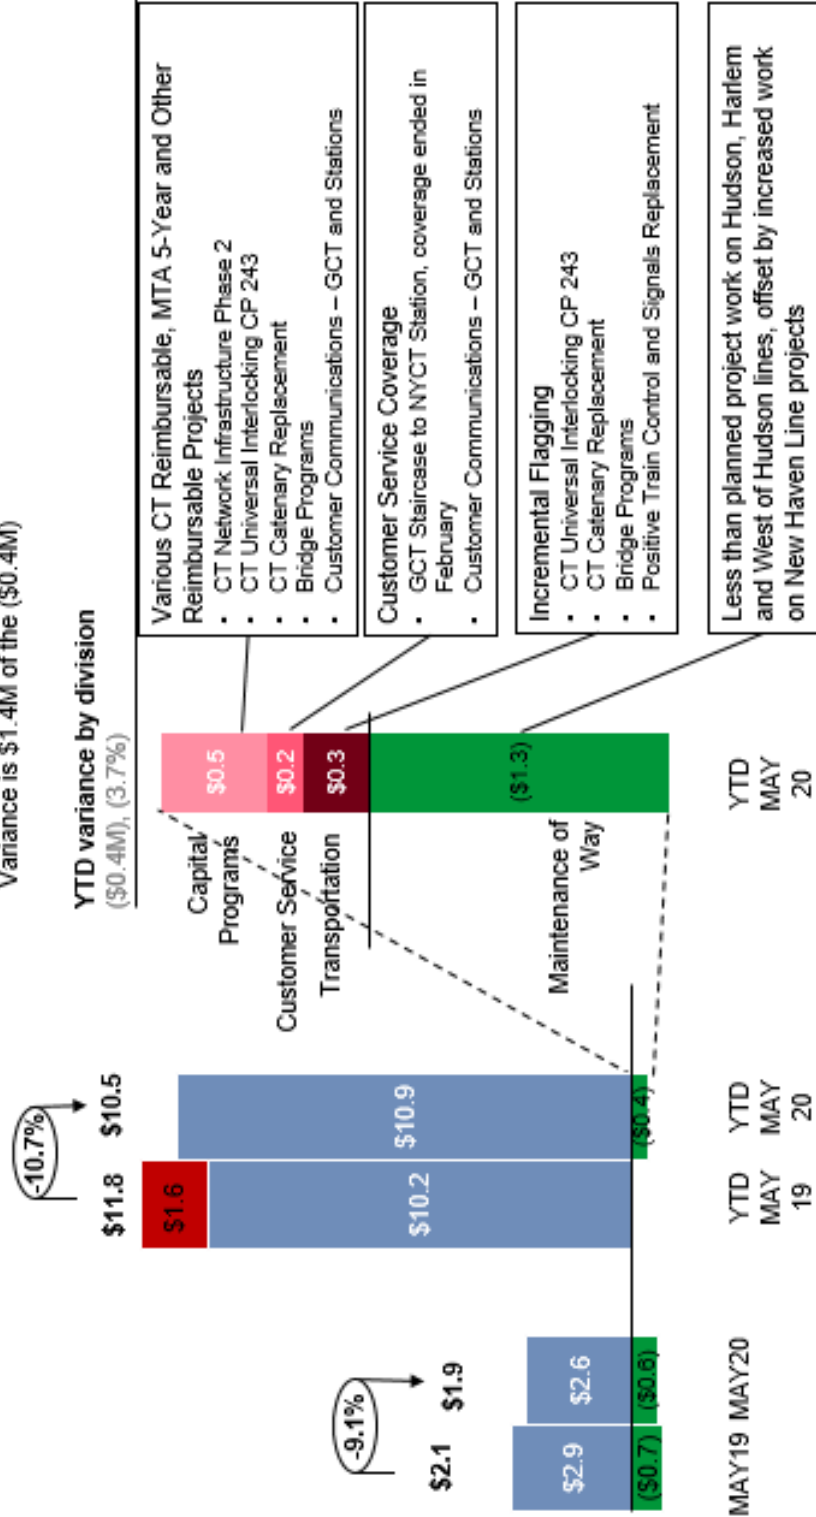 Variance is $1.4M of the ($0.4M)
YTD variance by division
($0.4M), (3.7%)
-9.1%
$2.1
$1.9
$2.9
$2.6
($0.7)
($0.6)
MAY19
MAY20
-10.7%
$11.8
$10.5
$1.6
$10.2
$10.9
($0.4)
YTD
MAY
19
YTD
MAY
20
Capital
Programs
Customer Service
Transportation
Maintenance of
Way
$0.5
$0.2
$0.3
($1.3)
YTD
MAY
20
Various CT Reimbursable, MTA 5-Year and Other
Reimbursable Projects
• CT Network Infrastructure Phase 2
• CT Universal Interlocking CP 243
• CT Catenary Replacement
• Bridge Programs
• Customer Communications – GCT and Stations
Customer Service Coverage
• GCT Staircase to NYCT Station, coverage ended in
February
• Customer Communications – GCT and Stations
Incremental Flagging
• CT Universal Interlocking CP 243
• CT Catenary Replacement
• Bridge Programs
• Positive Train Control and Signals Replacement
Less than planned project work on Hudson, Harlem
and West of Hudson lines, offset by increased work
on New Haven Line projects